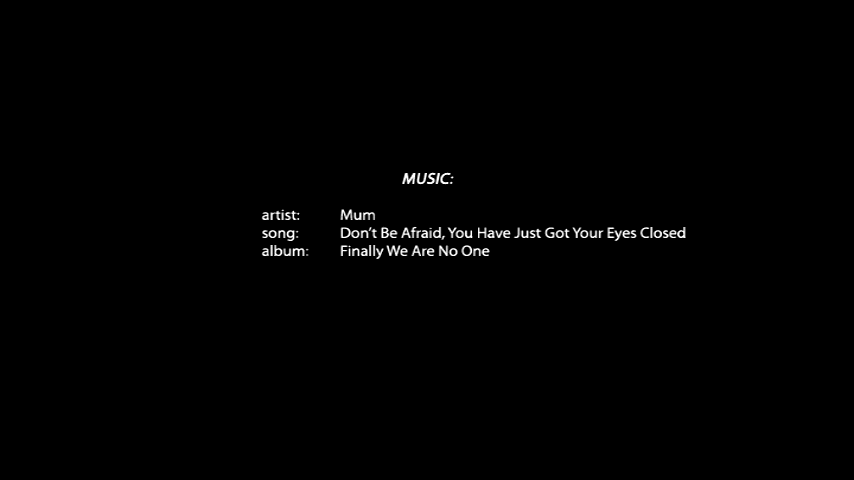 MUSIC:
artist: Mum
song: Don't Be Afraid, You Have Just Got Your Eyes Closed
album: Finally We Are No One